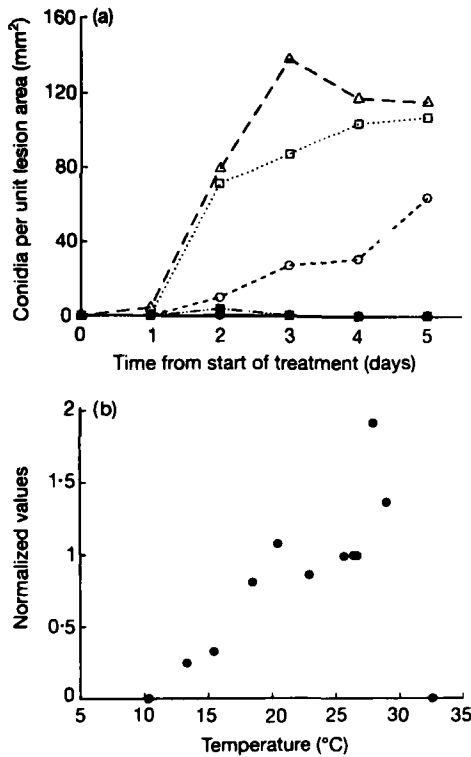 (a)
Conidia per unit lesion area (mm²)
160
120
80
40
0
0 1 2 3 4 5
Time from start of treatment (days)
(b)
Normalized values
2
1·5
1
0·5
0
5 10 15 20 25 30 35
Temperature (°C)